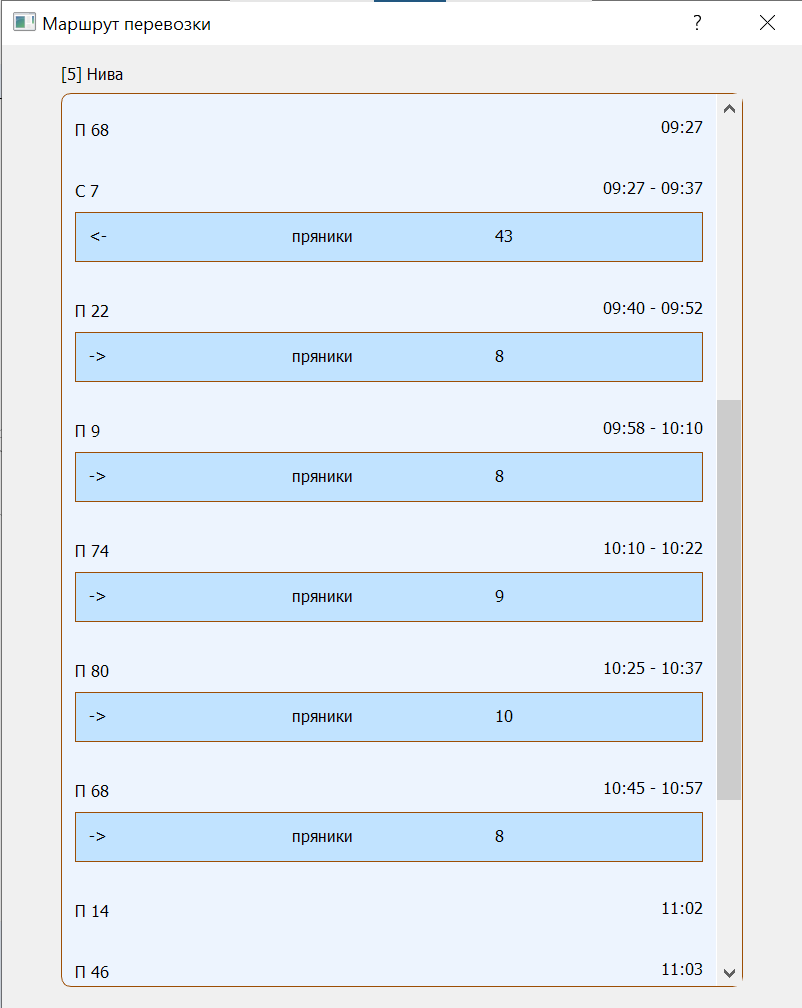 Маршрут перевозки ?
[5] Нива
П 68 09:27
С 7 09:27 - 09:37
<- пряники 43
П 22 09:40 - 09:52
-> пряники 8
П 9 09:58 - 10:10
-> пряники 8
П 74 10:10 - 10:22
-> пряники 9
П 80 10:25 - 10:37
-> пряники 10
П 68 10:45 - 10:57
-> пряники 8
П 14 11:02
П 46 11:03